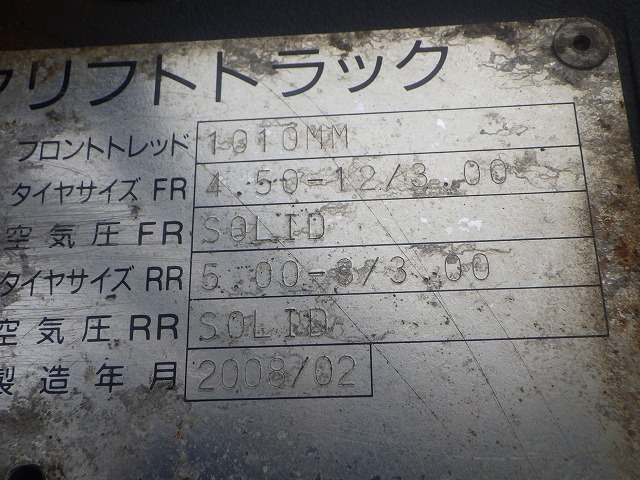 リフトトラック
フロントトレッド 1010MM
タイヤサイズ FR 4.50-12/3.00
空気圧 FR SOLID
タイヤサイズ RR 5.00-8/3.00
空気圧 RR SOLID
製造年月 2008/02